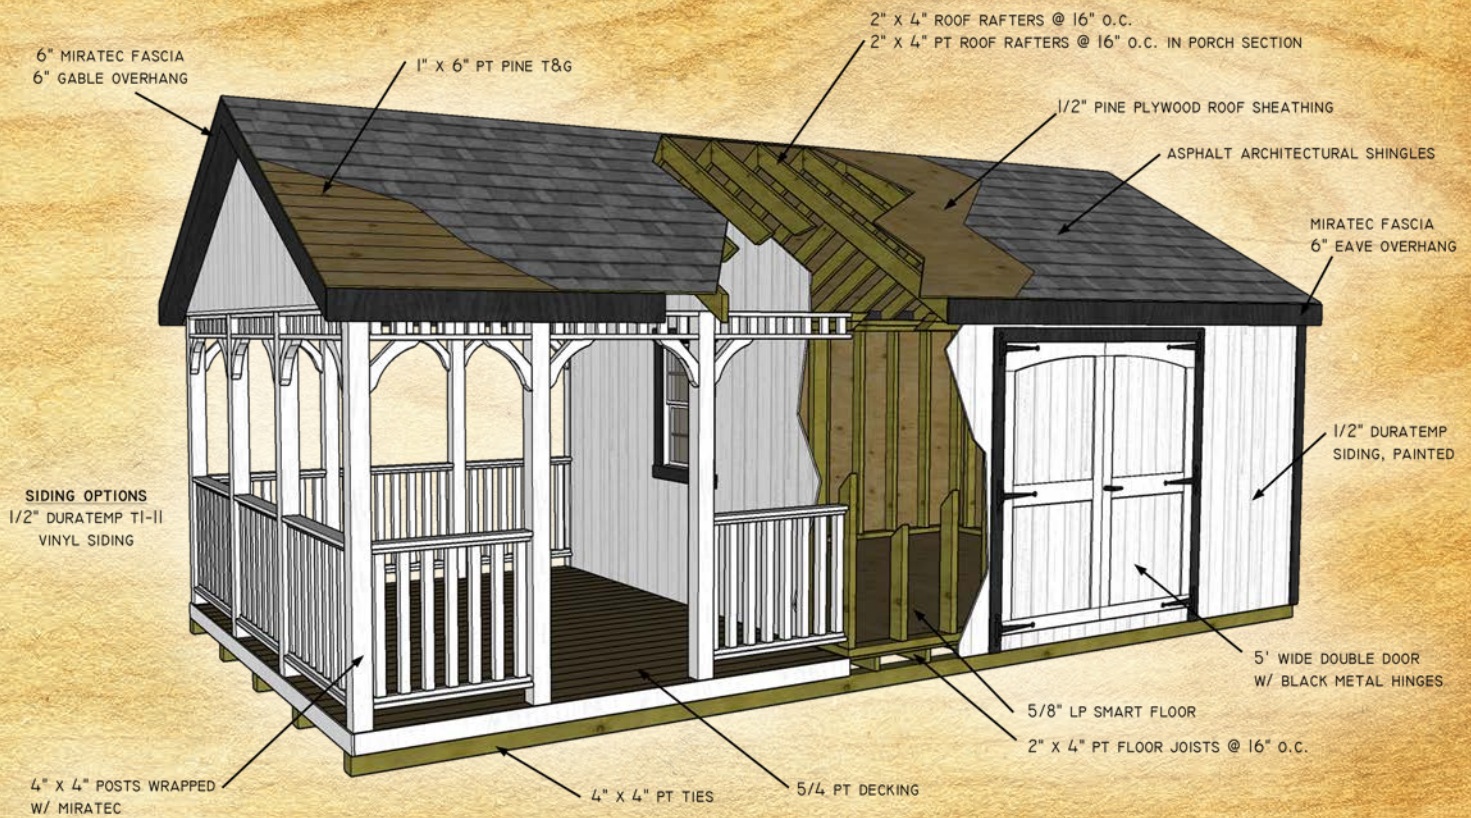 2" X 4" ROOF RAFTERS @ 16" O.C.
2" X 4" PT ROOF RAFTERS @ 16" O.C. IN PORCH SECTION
6" MIRATEC FASCIA
6" GABLE OVERHANG
1" X 6" PT PINE T&G
1/2" PINE PLYWOOD ROOF SHEATHING
ASPHALT ARCHITECTURAL SHINGLES
MIRATEC FASCIA
6" EAVE OVERHANG
1/2" DURATEMP
SIDING, PAINTED
SIDING OPTIONS
1/2" DURATEMP T1-11
VINYL SIDING
5' WIDE DOUBLE DOOR
W/ BLACK METAL HINGES
5/8" LP SMART FLOOR
2" X 4" PT FLOOR JOISTS @ 16" O.C.
4" X 4" POSTS WRAPPED
W/ MIRATEC
4" X 4" PT TIES
5/4 PT DECKING